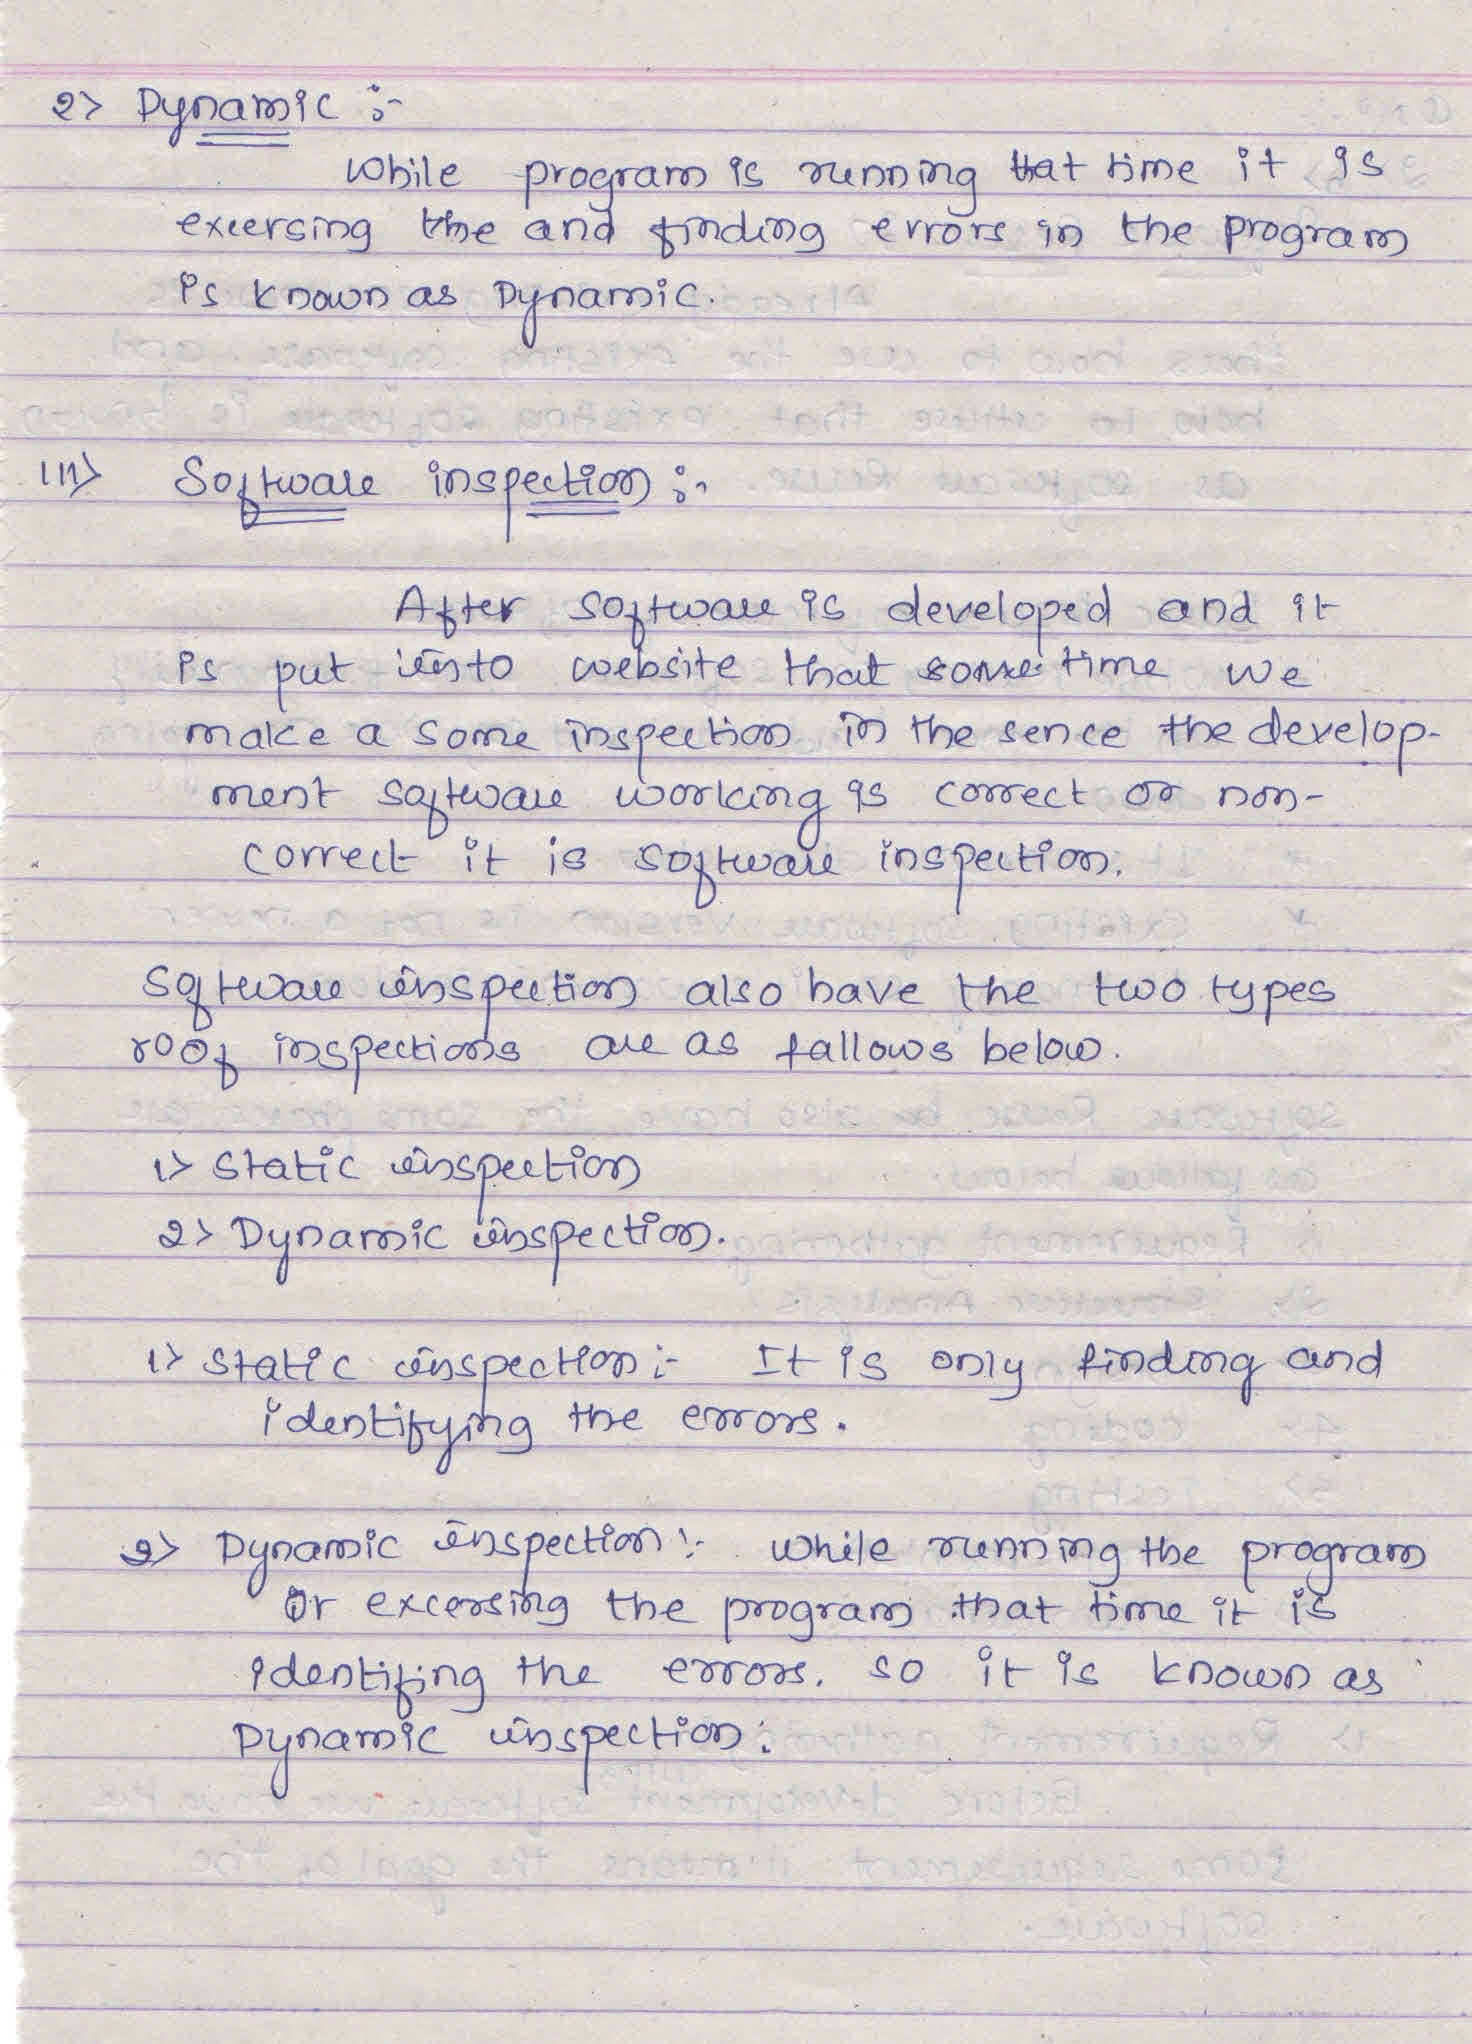 2> Dynamic :-
While program is running that time it is
exersing the and finding errors in the program
is known as Dynamic.
III> Software inspection :-
After software is developed and it
is put into website that some time we
make a some inspection in the sence the develop-
ment software working is correct or non-
correct it is software inspection.
Software inspection also have the two types
of inspections are as fallows below.
1> Static inspection
2> Dynamic inspection.
1> Static inspection :- It is only finding and
identifying the errors.
2> Dynamic inspection :- While running the program
or excersing the program that time it is
identifing the errors. so it is known as
Dynamic inspection :